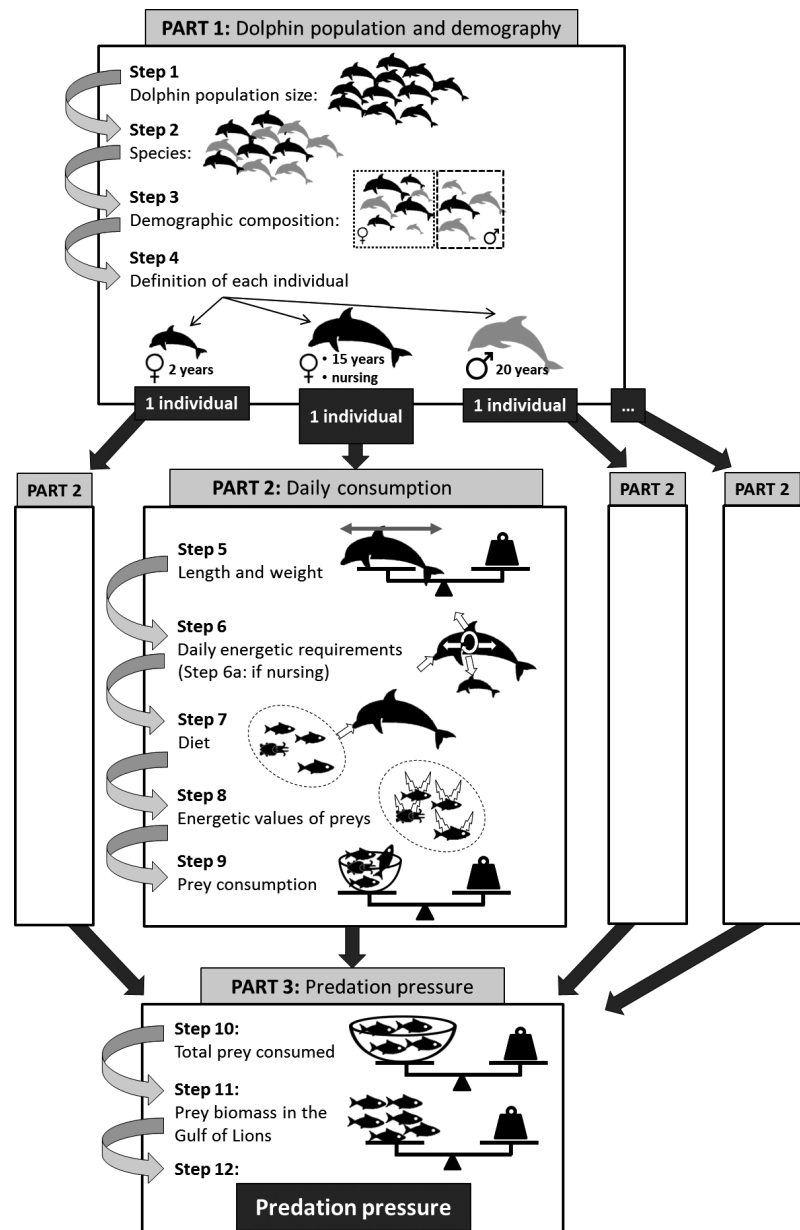 PART 1: Dolphin population and demography
Step 1
Dolphin population size:
Step 2
Species:
Step 3
Demographic composition:
♀
♂
Step 4
Definition of each individual
♀ 2 years
♀ • 15 years
• nursing
♂ 20 years
1 individual
1 individual
1 individual
...
PART 2
PART 2: Daily consumption
PART 2
PART 2
Step 5
Length and weight
Step 6
Daily energetic requirements
(Step 6a: if nursing)
Step 7
Diet
Step 8
Energetic values of preys
Step 9
Prey consumption
PART 3: Predation pressure
Step 10:
Total prey consumed
Step 11:
Prey biomass in the
Gulf of Lions
Step 12:
Predation pressure